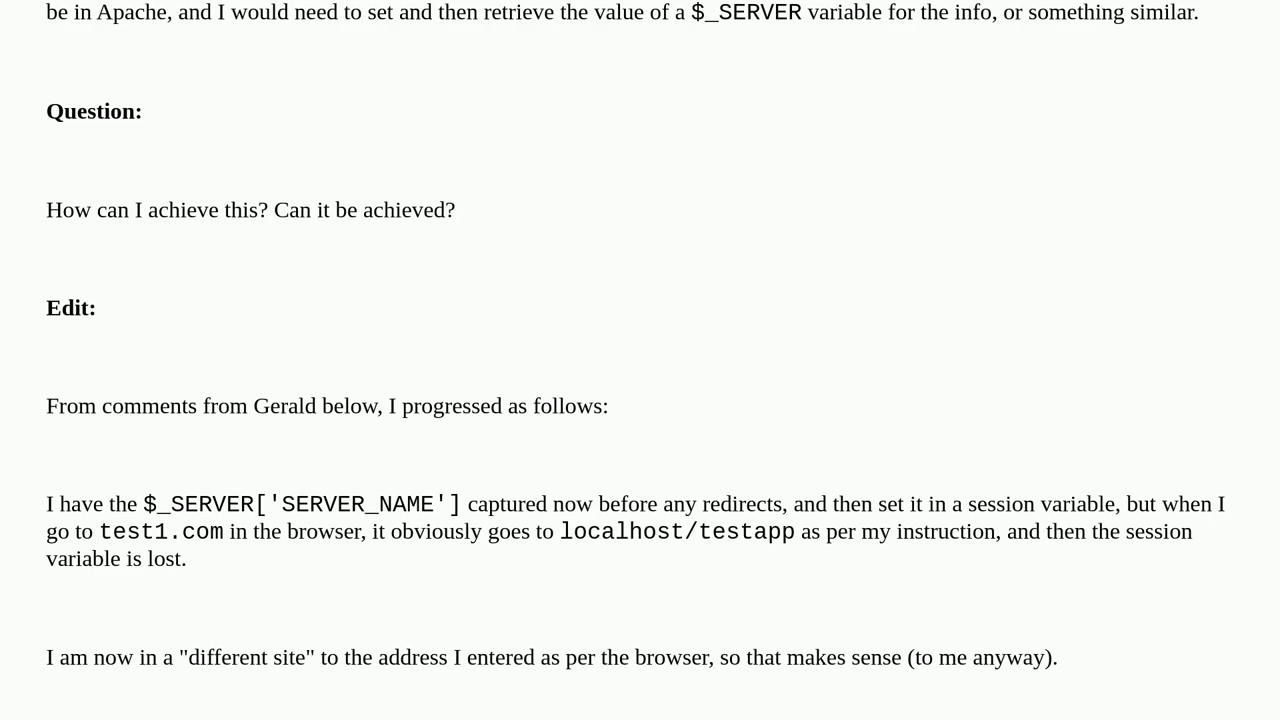 be in Apache, and I would need to set and then retrieve the value of a $_SERVER variable for the info, or something similar.
Question:
How can I achieve this? Can it be achieved?
Edit:
From comments from Gerald below, I progressed as follows:
I have the $_SERVER['SERVER_NAME'] captured now before any redirects, and then set it in a session variable, but when I
go to test1.com in the browser, it obviously goes to localhost/testapp as per my instruction, and then the session
variable is lost.
I am now in a "different site" to the address I entered as per the browser, so that makes sense (to me anyway).